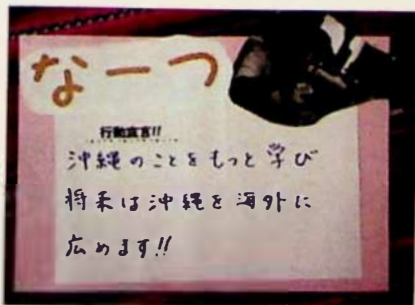 なーつ
行動宣言!!
沖縄のことをもっと学び
将来は沖縄を海外に
広めます!!